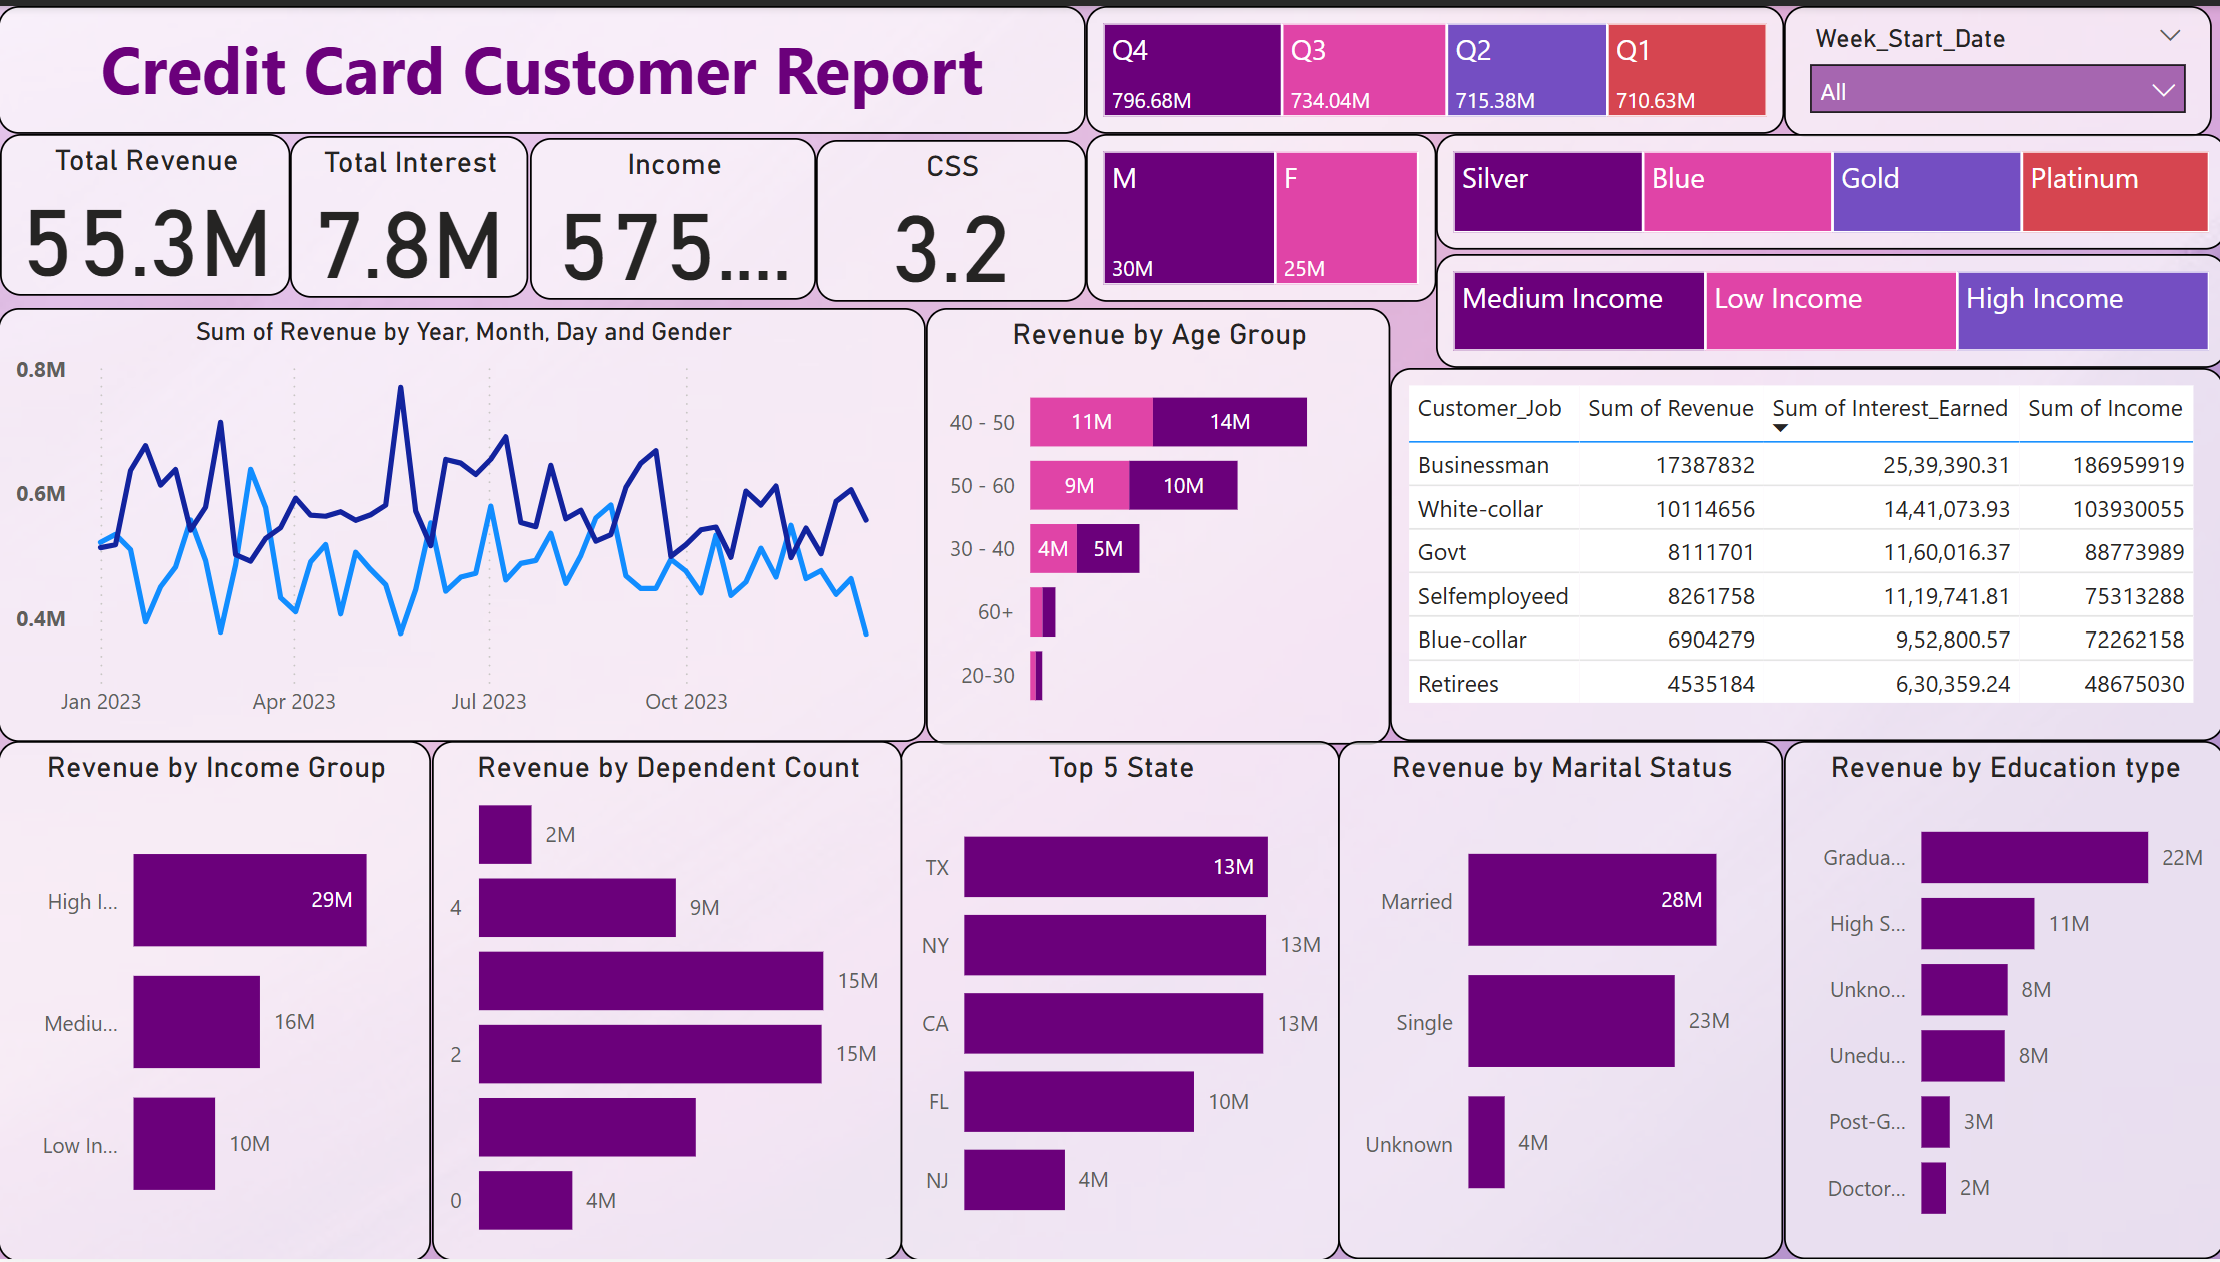 Credit Card Customer Report
Q4
796.68M
Q3
734.04M
Q2
715.38M
Q1
710.63M
Week_Start_Date
All
Total Revenue
55.3M
Total Interest
7.8M
Income
575....
CSS
3.2
M
30M
F
25M
Silver
Blue
Gold
Platinum
Medium Income
Low Income
High Income
Sum of Revenue by Year, Month, Day and Gender
0.8M
0.6M
0.4M
Jan 2023
Apr 2023
Jul 2023
Oct 2023
Revenue by Age Group
40 - 50 11M 14M
50 - 60 9M 10M
30 - 40 4M 5M
60+
20-30
Customer_Job Sum of Revenue Sum of Interest_Earned Sum of Income
Businessman 17387832 25,39,390.31 186959919
White-collar 10114656 14,41,073.93 103930055
Govt 8111701 11,60,016.37 88773989
Selfemployeed 8261758 11,19,741.81 75313288
Blue-collar 6904279 9,52,800.57 72262158
Retirees 4535184 6,30,359.24 48675030
Revenue by Income Group
High I... 29M
Mediu... 16M
Low In... 10M
Revenue by Dependent Count
2M
4 9M
15M
2 15M
0 4M
Top 5 State
TX 13M
NY 13M
CA 13M
FL 10M
NJ 4M
Revenue by Marital Status
Married 28M
Single 23M
Unknown 4M
Revenue by Education type
Gradua... 22M
High S... 11M
Unkno... 8M
Unedu... 8M
Post-G... 3M
Doctor... 2M